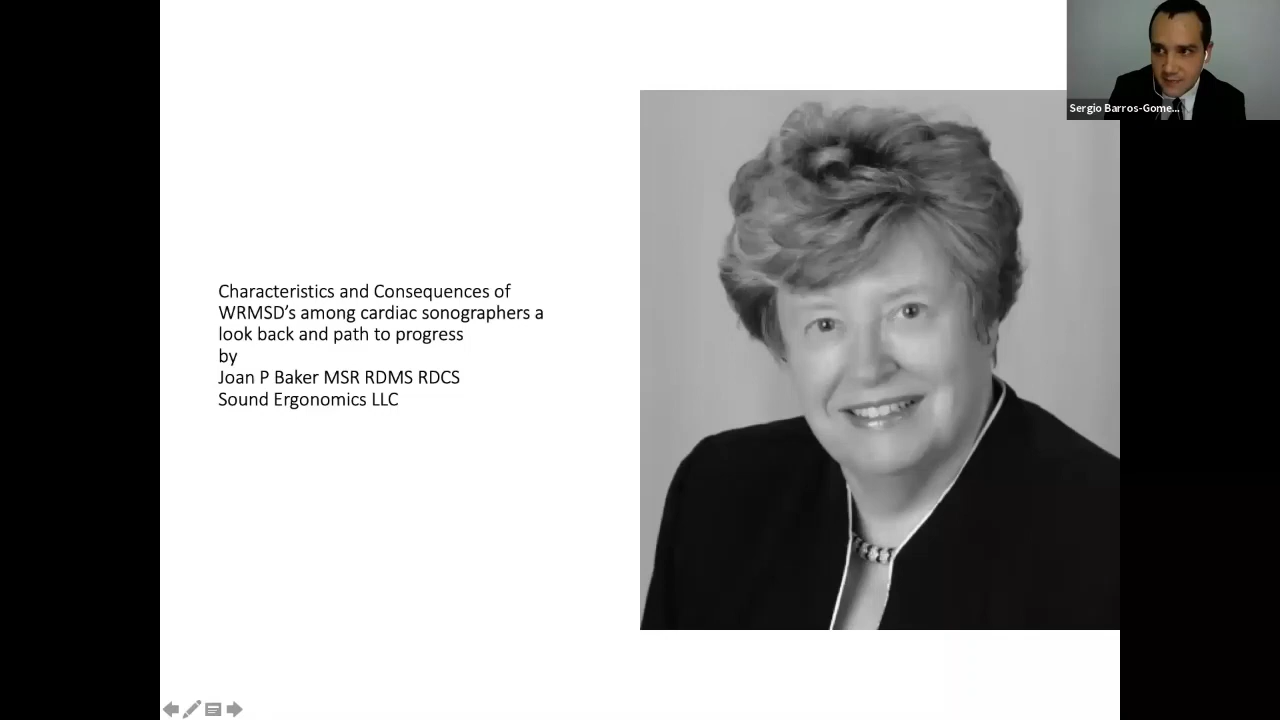 Sergio Barros-Gome...
Characteristics and Consequences of
WRMSD’s among cardiac sonographers a
look back and path to progress
by
Joan P Baker MSR RDMS RDCS
Sound Ergonomics LLC